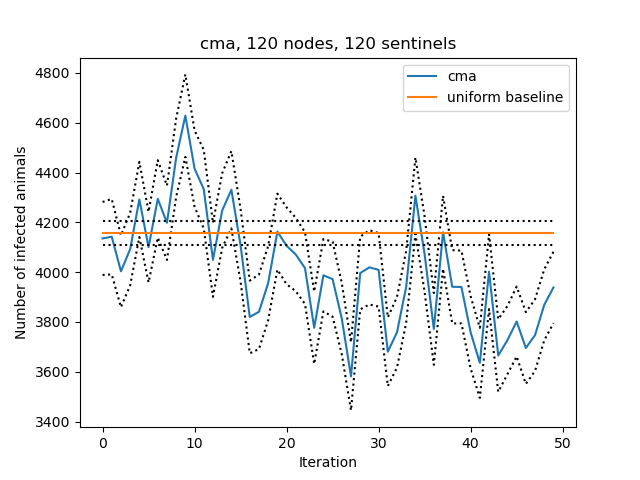 cma, 120 nodes, 120 sentinels
cma
uniform baseline
Number of infected animals
4800
4600
4400
4200
4000
3800
3600
3400
0 10 20 30 40 50
Iteration